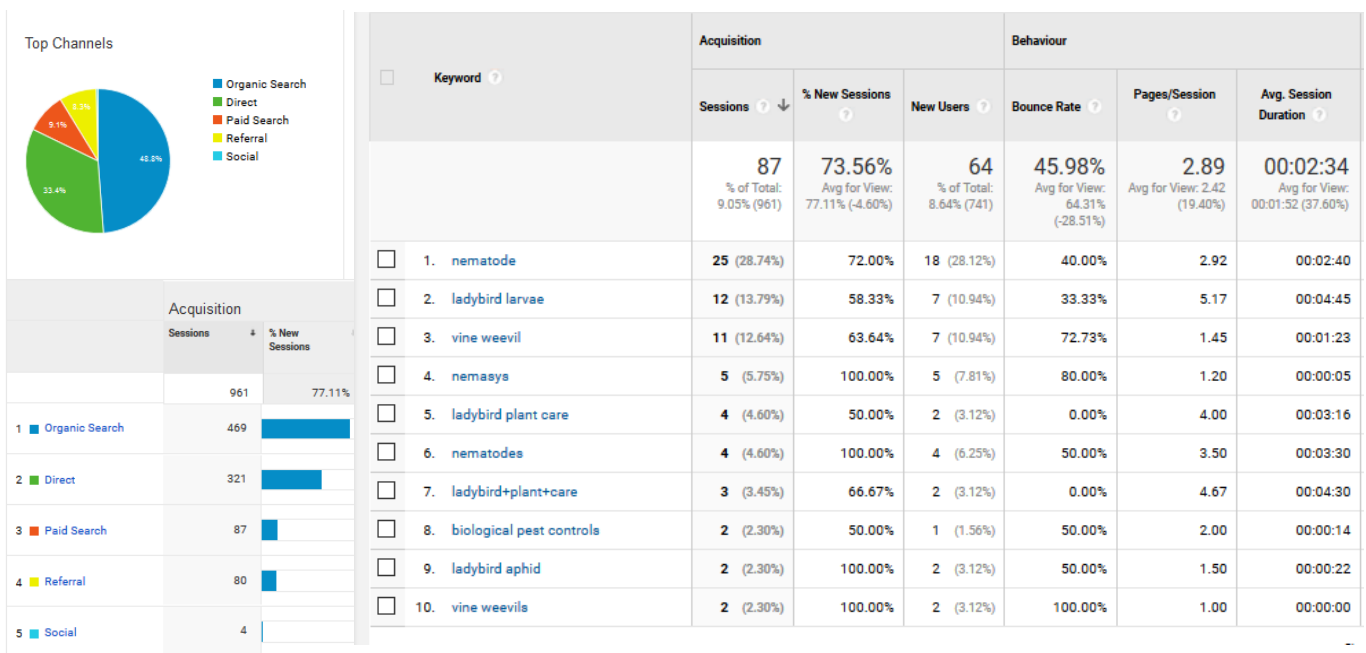 Top Channels
Organic Search
Direct
Paid Search
Referral
Social
48.8%
33.4%
9.1%
8.3%
Acquisition
Sessions % New Sessions
961 77.11%
1 Organic Search 469
2 Direct 321
3 Paid Search 87
4 Referral 80
5 Social 4
Keyword ? Acquisition Behaviour
Sessions ? % New Sessions ? New Users ? Bounce Rate ? Pages/Session ? Avg. Session Duration ?
87 73.56% 64 45.98% 2.89 00:02:34
% of Total: 9.05% (961) Avg for View: 77.11% (-4.60%) % of Total: 8.64% (741) Avg for View: 64.31% (-28.51%) Avg for View: 2.42 (19.40%) Avg for View: 00:01:52 (37.60%)
1. nematode 25 (28.74%) 72.00% 18 (28.12%) 40.00% 2.92 00:02:40
2. ladybird larvae 12 (13.79%) 58.33% 7 (10.94%) 33.33% 5.17 00:04:45
3. vine weevil 11 (12.64%) 63.64% 7 (10.94%) 72.73% 1.45 00:01:23
4. nemasys 5 (5.75%) 100.00% 5 (7.81%) 80.00% 1.20 00:00:05
5. ladybird plant care 4 (4.60%) 50.00% 2 (3.12%) 0.00% 4.00 00:03:16
6. nematodes 4 (4.60%) 100.00% 4 (6.25%) 50.00% 3.50 00:03:30
7. ladybird+plant+care 3 (3.45%) 66.67% 2 (3.12%) 0.00% 4.67 00:04:30
8. biological pest controls 2 (2.30%) 50.00% 1 (1.56%) 50.00% 2.00 00:00:14
9. ladybird aphid 2 (2.30%) 100.00% 2 (3.12%) 50.00% 1.50 00:00:22
10. vine weevils 2 (2.30%) 100.00% 2 (3.12%) 100.00% 1.00 00:00:00